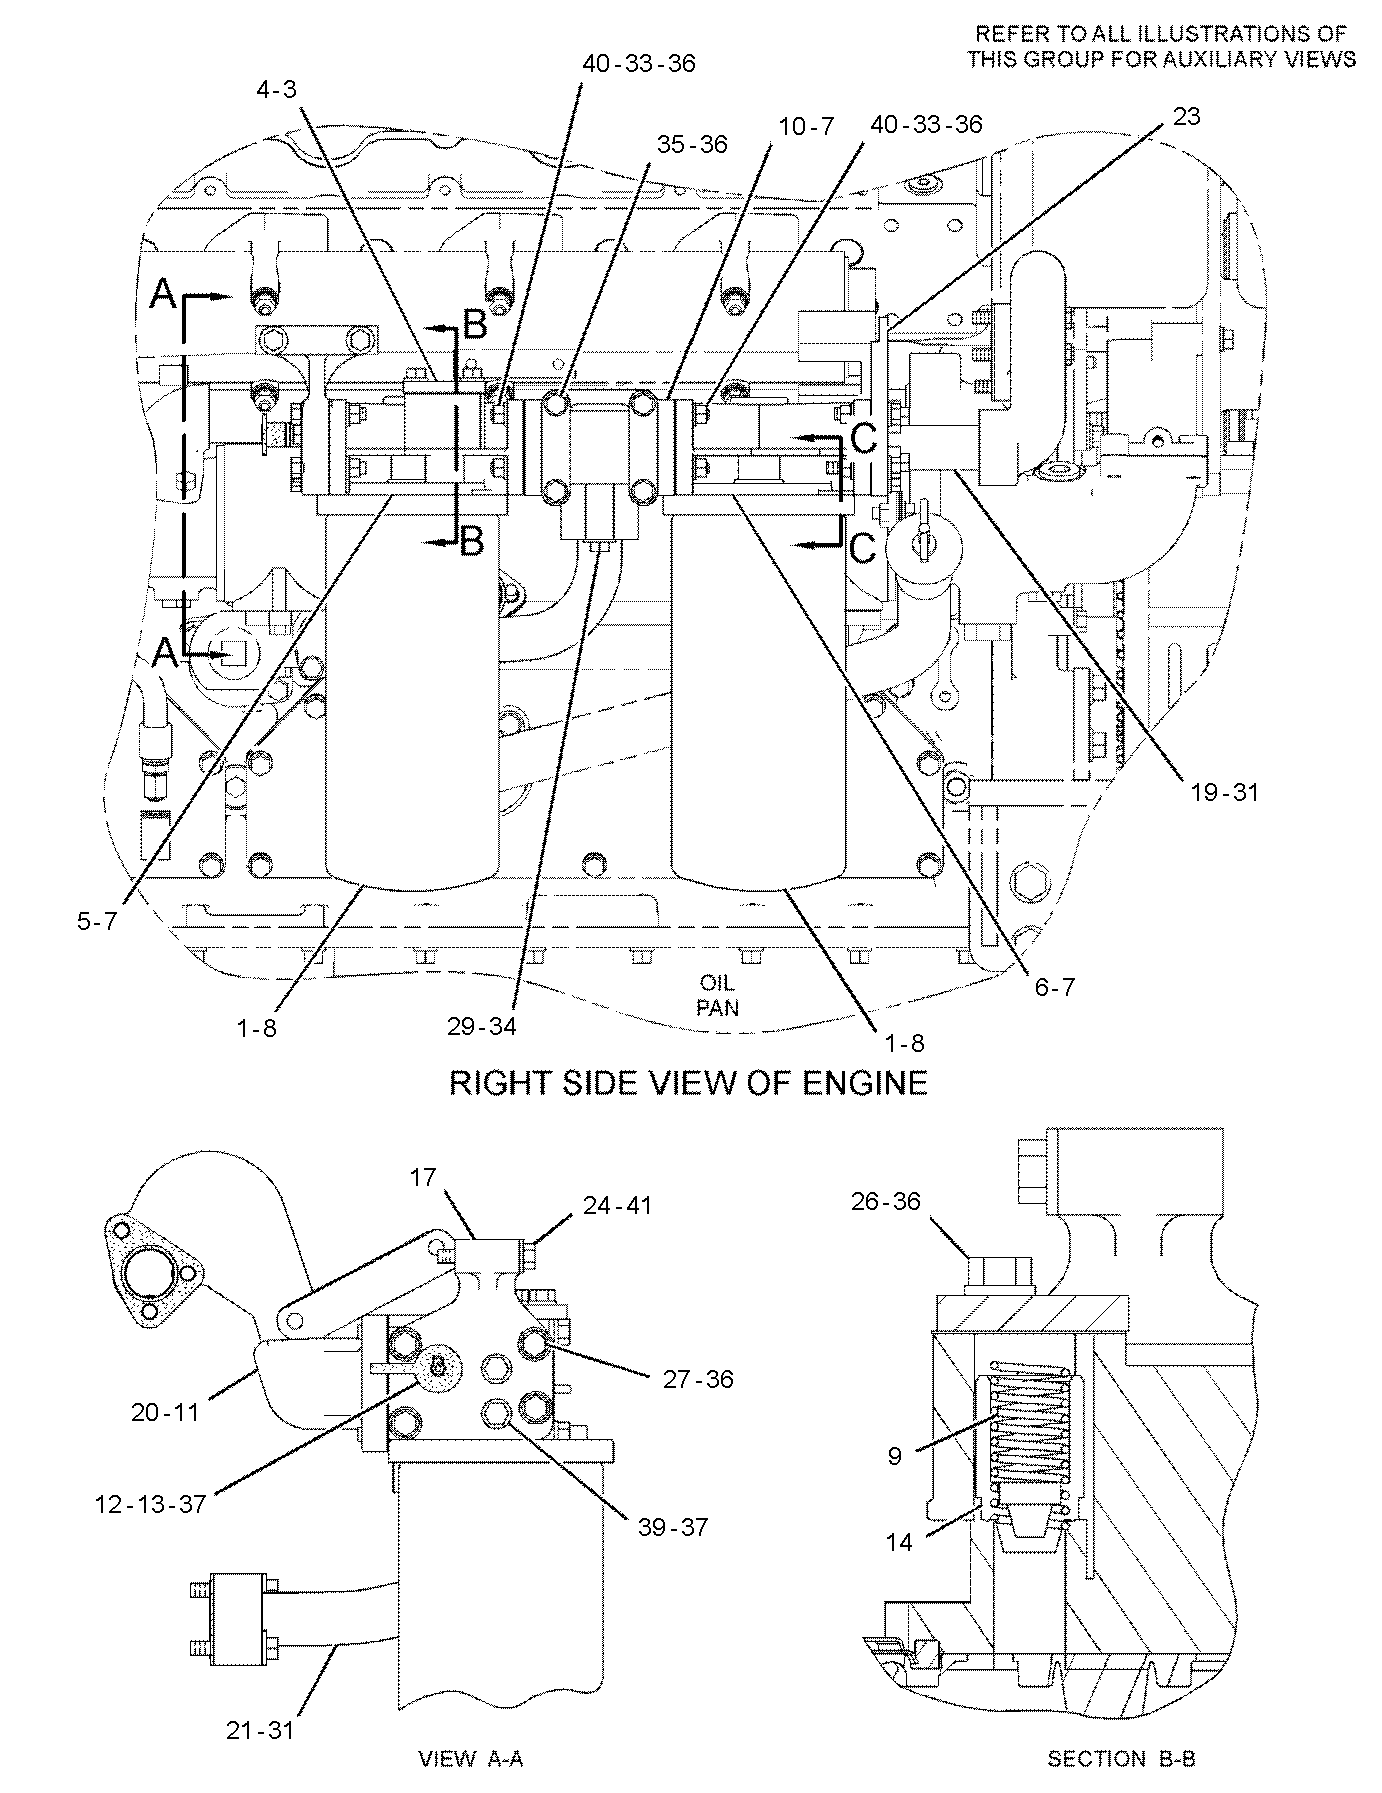 REFER TO ALL ILLUSTRATIONS OF
THIS GROUP FOR AUXILIARY VIEWS
40-33-36
4-3
23
10-7
40-33-36
35-36
A
B
C
B
C
A
19-31
5-7
6-7
OIL
PAN
1-8
29-34
1-8
RIGHT SIDE VIEW OF ENGINE
17
24-41
26-36
27-36
20-11
9
12-13-37
39-37
14
21-31
VIEW A-A
SECTION B-B